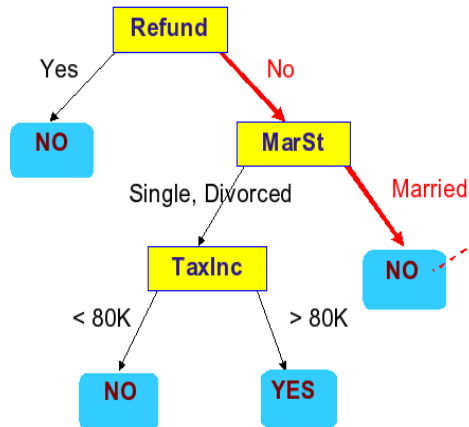 Refund
Yes
No
NO
MarSt
Single, Divorced
Married
TaxInc
NO
< 80K
> 80K
NO
YES